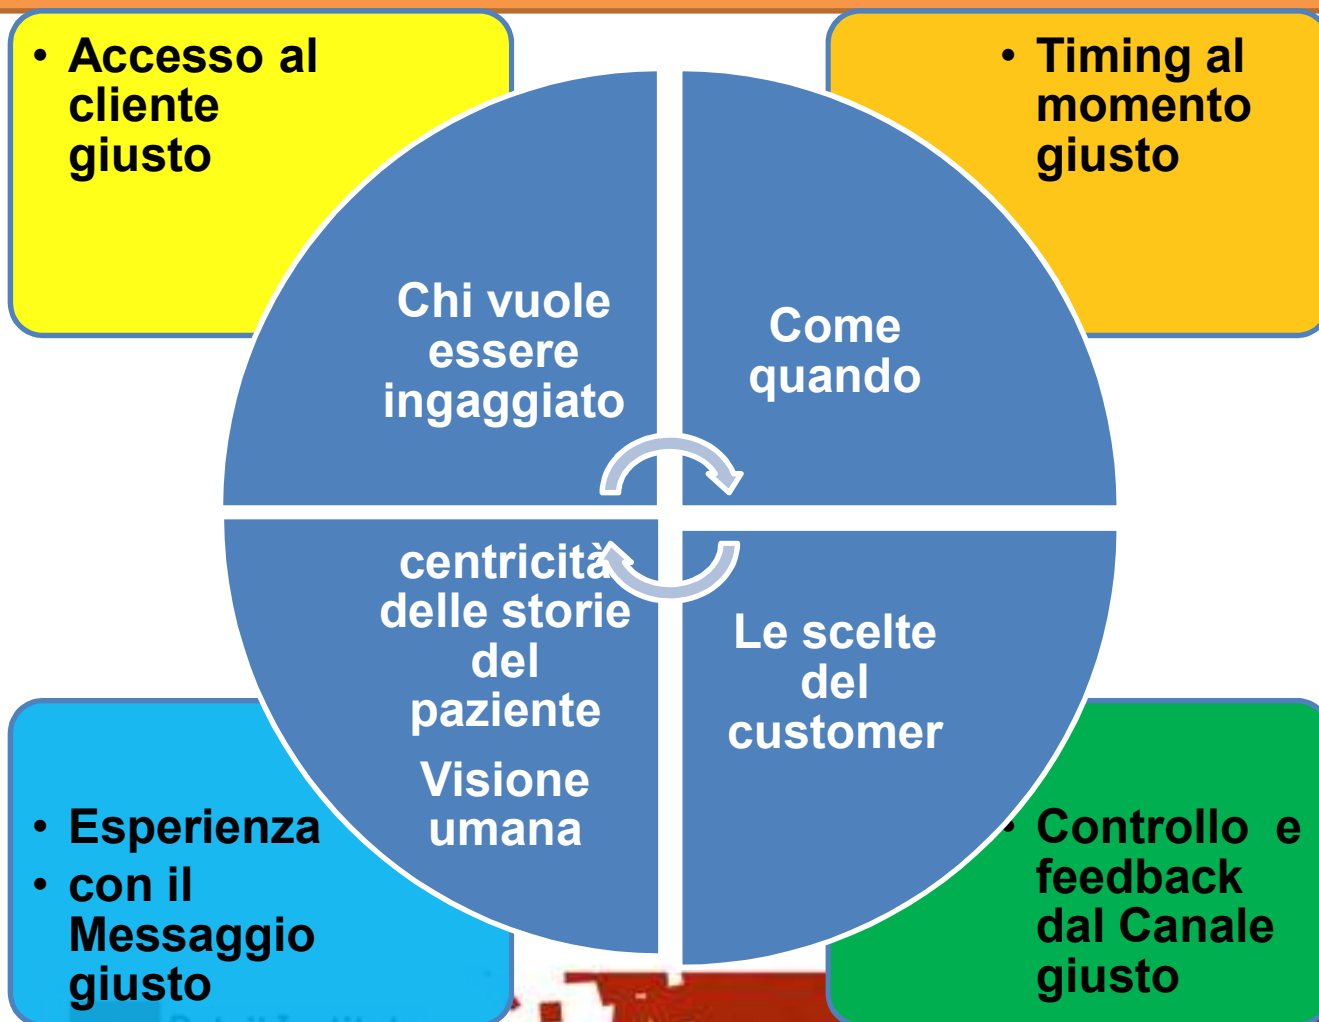 • Accesso al
cliente
giusto
• Timing al
momento
giusto
Chi vuole
essere
ingaggiato
Come
quando
centricità
delle storie
del
paziente
Visione
umana
Le scelte
del
customer
• Esperienza
• con il
Messaggio
giusto
• Controllo e
feedback
dal Canale
giusto